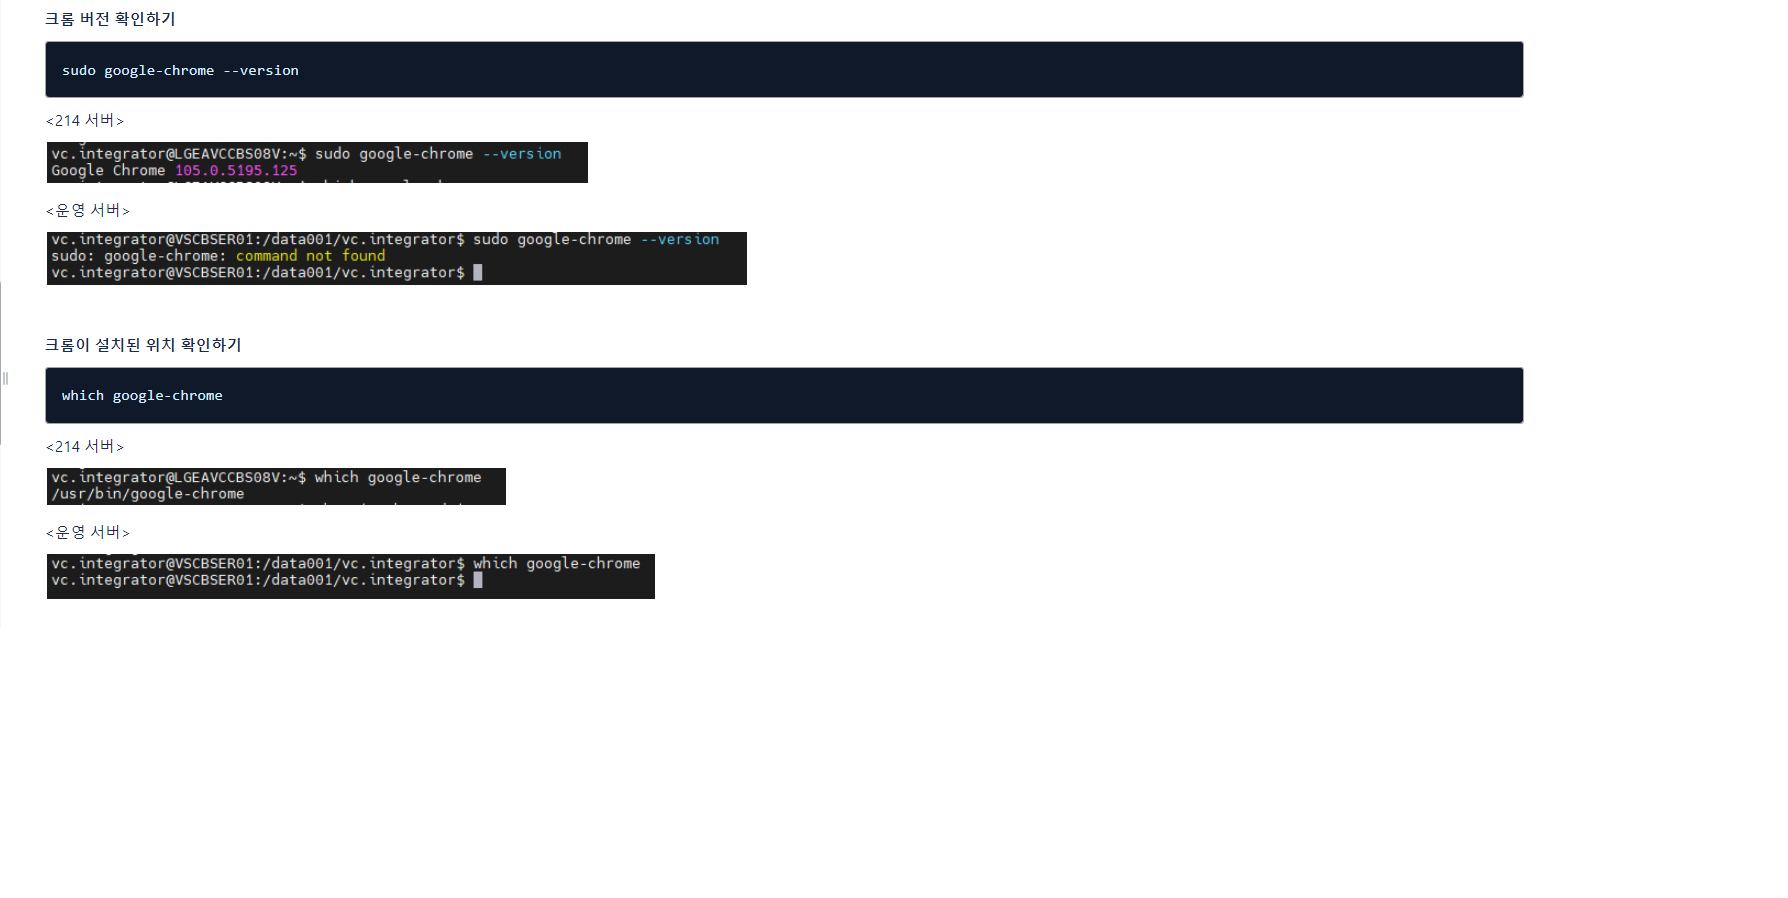 크롬 버전 확인하기
sudo google-chrome --version
<214 서버>
vc.integrator@LGEAVCCBS08V:~$ sudo google-chrome --version
Google Chrome 105.0.5195.125
<운영 서버>
vc.integrator@VSCBSER01:/data001/vc.integrator$ sudo google-chrome --version
sudo: google-chrome: command not found
vc.integrator@VSCBSER01:/data001/vc.integrator$
크롬이 설치된 위치 확인하기
which google-chrome
<214 서버>
vc.integrator@LGEAVCCBS08V:~$ which google-chrome
/usr/bin/google-chrome
<운영 서버>
vc.integrator@VSCBSER01:/data001/vc.integrator$ which google-chrome
vc.integrator@VSCBSER01:/data001/vc.integrator$